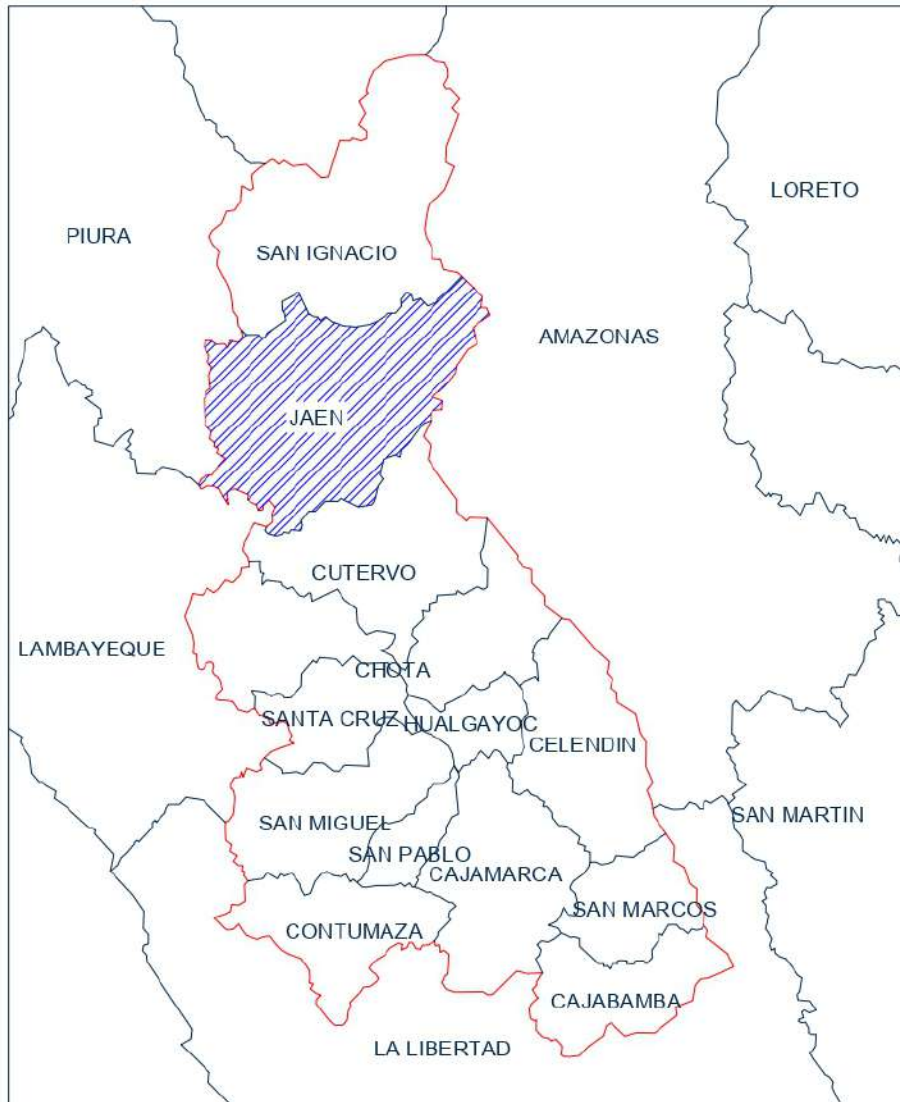 LORETO
PIURA
SAN IGNACIO
AMAZONAS
JAEN
CUTERVO
LAMBAYEQUE
CHOTA
SANTA CRUZ
HUALGAYOC
CELENDIN
SAN MARTIN
SAN MIGUEL
SAN PABLO
CAJAMARCA
SAN MARCOS
CONTUMAZA
CAJABAMBA
LA LIBERTAD